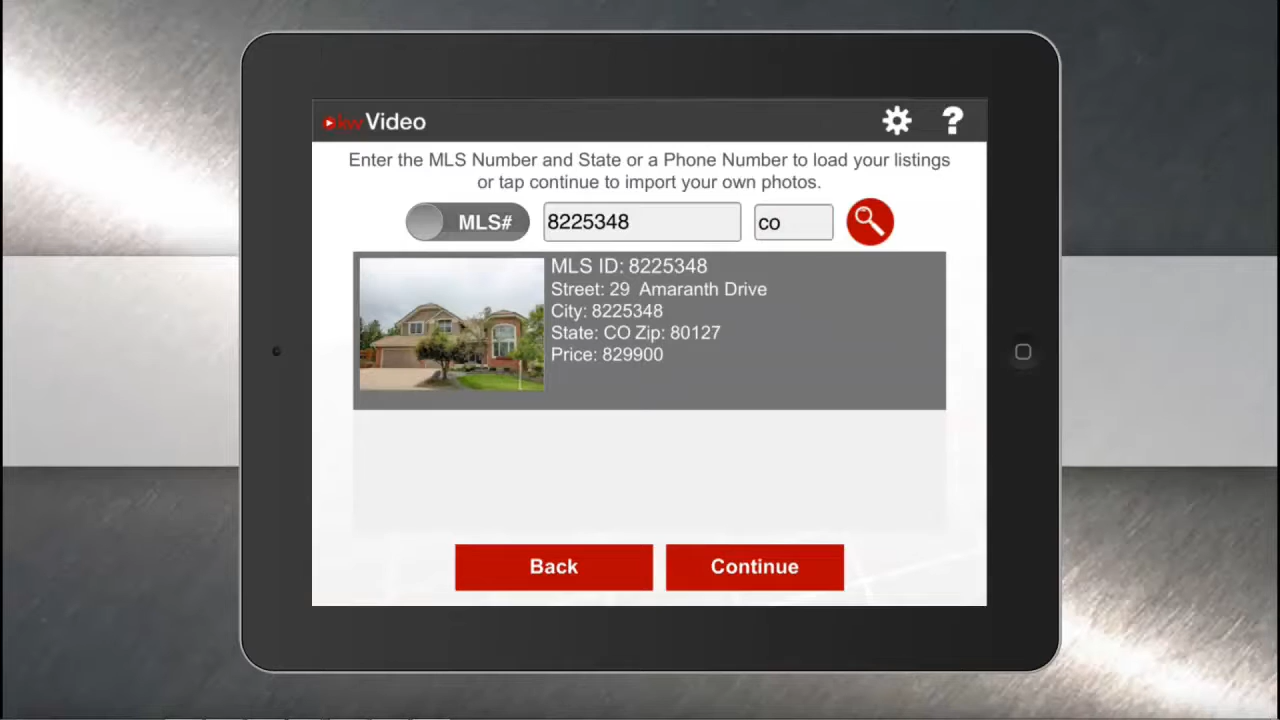 kwVideo
?
Enter the MLS Number and State or a Phone Number to load your listings
or tap continue to import your own photos.
MLS# 8225348 co
MLS ID: 8225348
Street: 29 Amaranth Drive
City: 8225348
State: CO Zip: 80127
Price: 829900
Back Continue